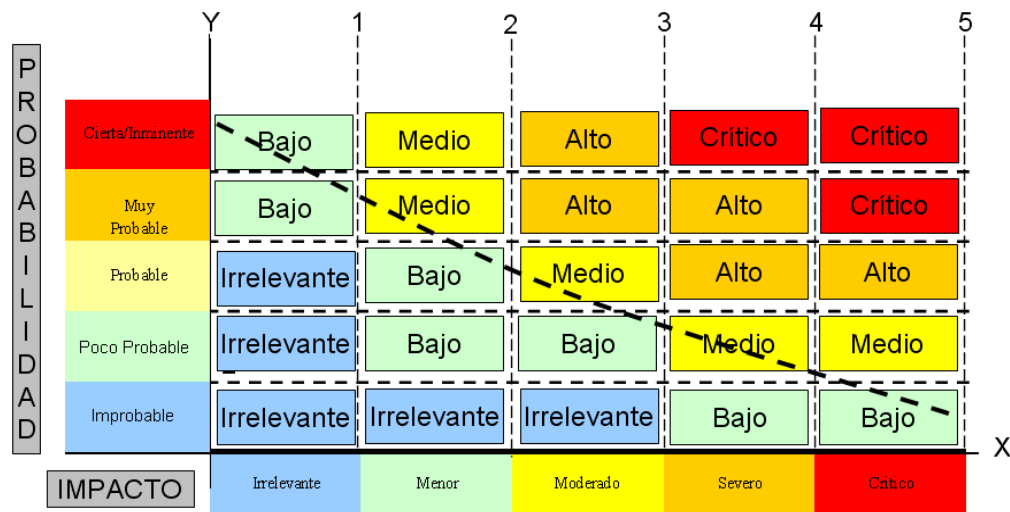 Y 1 2 3 4 5
PROBABILIDAD
Cierta/Inminente Bajo Medio Alto Crítico Crítico
Muy
Probable Bajo Medio Alto Alto Crítico
Probable Irrelevante Bajo Medio Alto Alto
Poco Probable Irrelevante Bajo Bajo Medio Medio
Improbable Irrelevante Irrelevante Irrelevante Bajo Bajo
X
IMPACTO Irrelevante Menor Moderado Severo Crítico